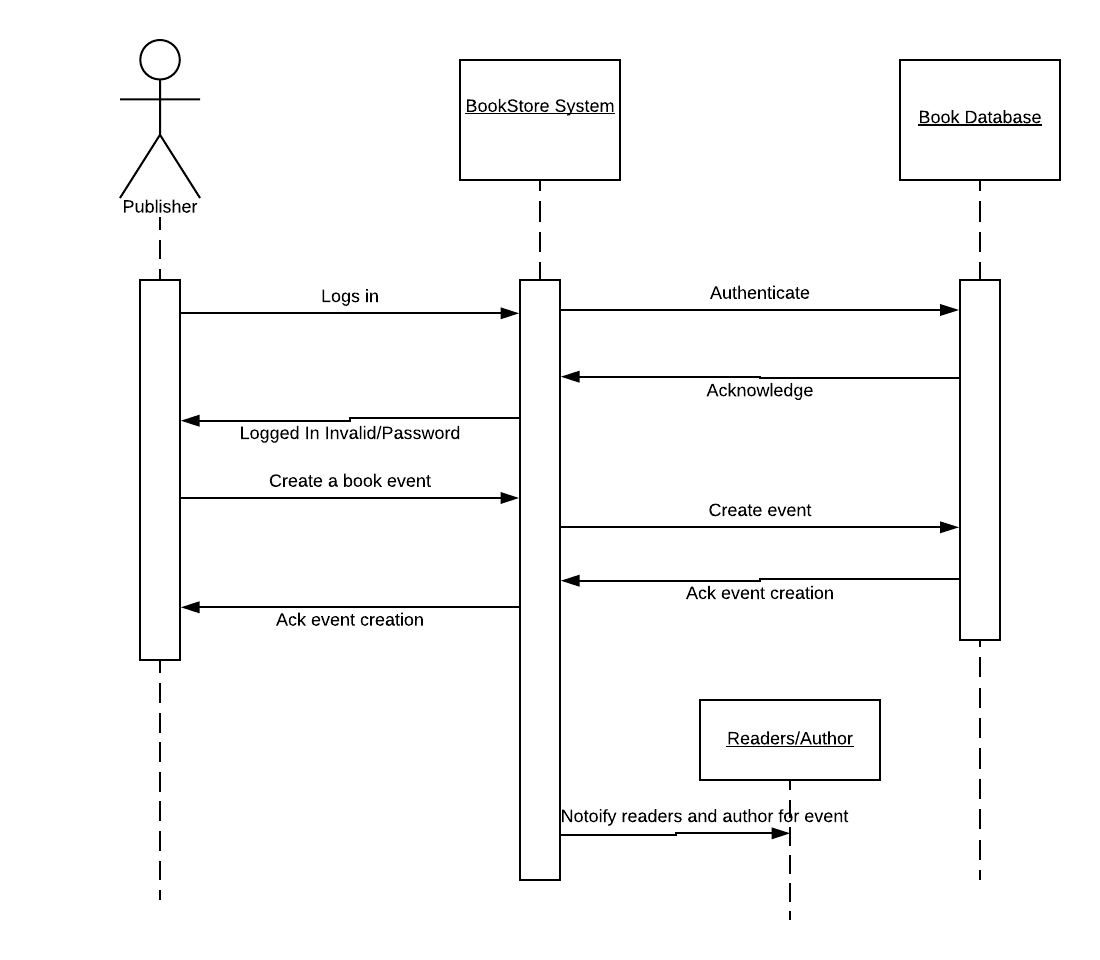 BookStore System
Book Database
Publisher
Logs in
Authenticate
Acknowledge
Logged In Invalid/Password
Create a book event
Create event
Ack event creation
Ack event creation
Readers/Author
Notoify readers and author for event